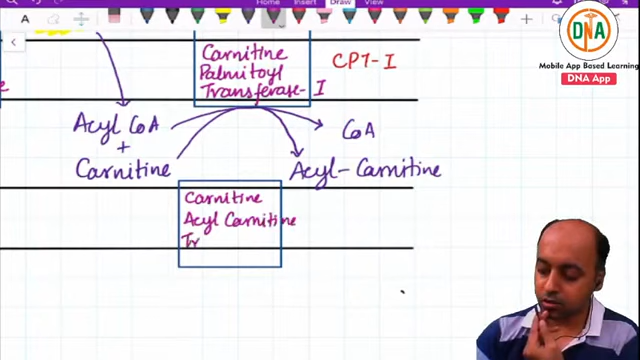 Home
Insert
Draw
View
DNA
Mobile App Based Learning
DNA App
Carnitine
Palmitoyl
Transferase- I
CPT-I
Acyl CoA
+
Carnitine
CoA
Acyl-Carnitine
Carnitine
Acyl Carnitine
Tr